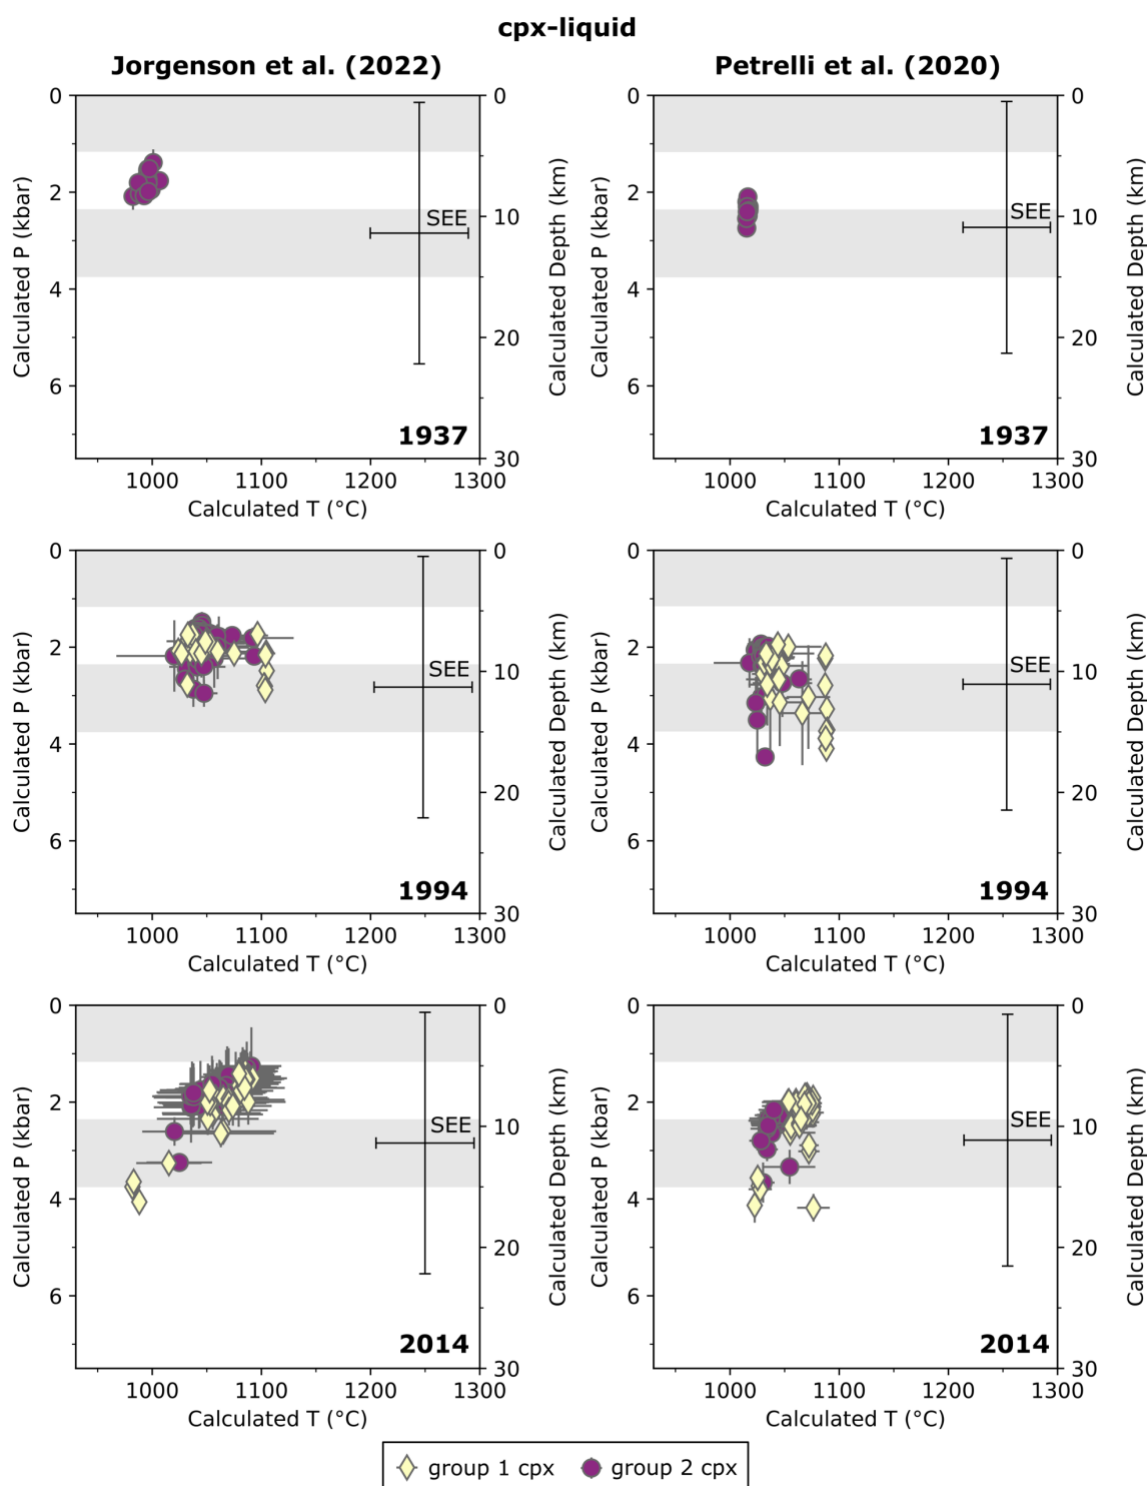 cpx-liquid
Jorgenson et al. (2022)
Petrelli et al. (2020)
0
2
4
6
Calculated P (kbar)
0
10
20
30
Calculated Depth (km)
SEE
1937
1000
1100
1200
1300
Calculated T (°C)
0
2
4
6
Calculated P (kbar)
0
10
20
30
Calculated Depth (km)
SEE
1937
1000
1100
1200
1300
Calculated T (°C)
0
2
4
6
Calculated P (kbar)
0
10
20
30
Calculated Depth (km)
SEE
1994
1000
1100
1200
1300
Calculated T (°C)
0
2
4
6
Calculated P (kbar)
0
10
20
30
Calculated Depth (km)
SEE
1994
1000
1100
1200
1300
Calculated T (°C)
0
2
4
6
Calculated P (kbar)
0
10
20
30
Calculated Depth (km)
SEE
2014
1000
1100
1200
1300
Calculated T (°C)
0
2
4
6
Calculated P (kbar)
0
10
20
30
Calculated Depth (km)
SEE
2014
1000
1100
1200
1300
Calculated T (°C)
group 1 cpx
group 2 cpx